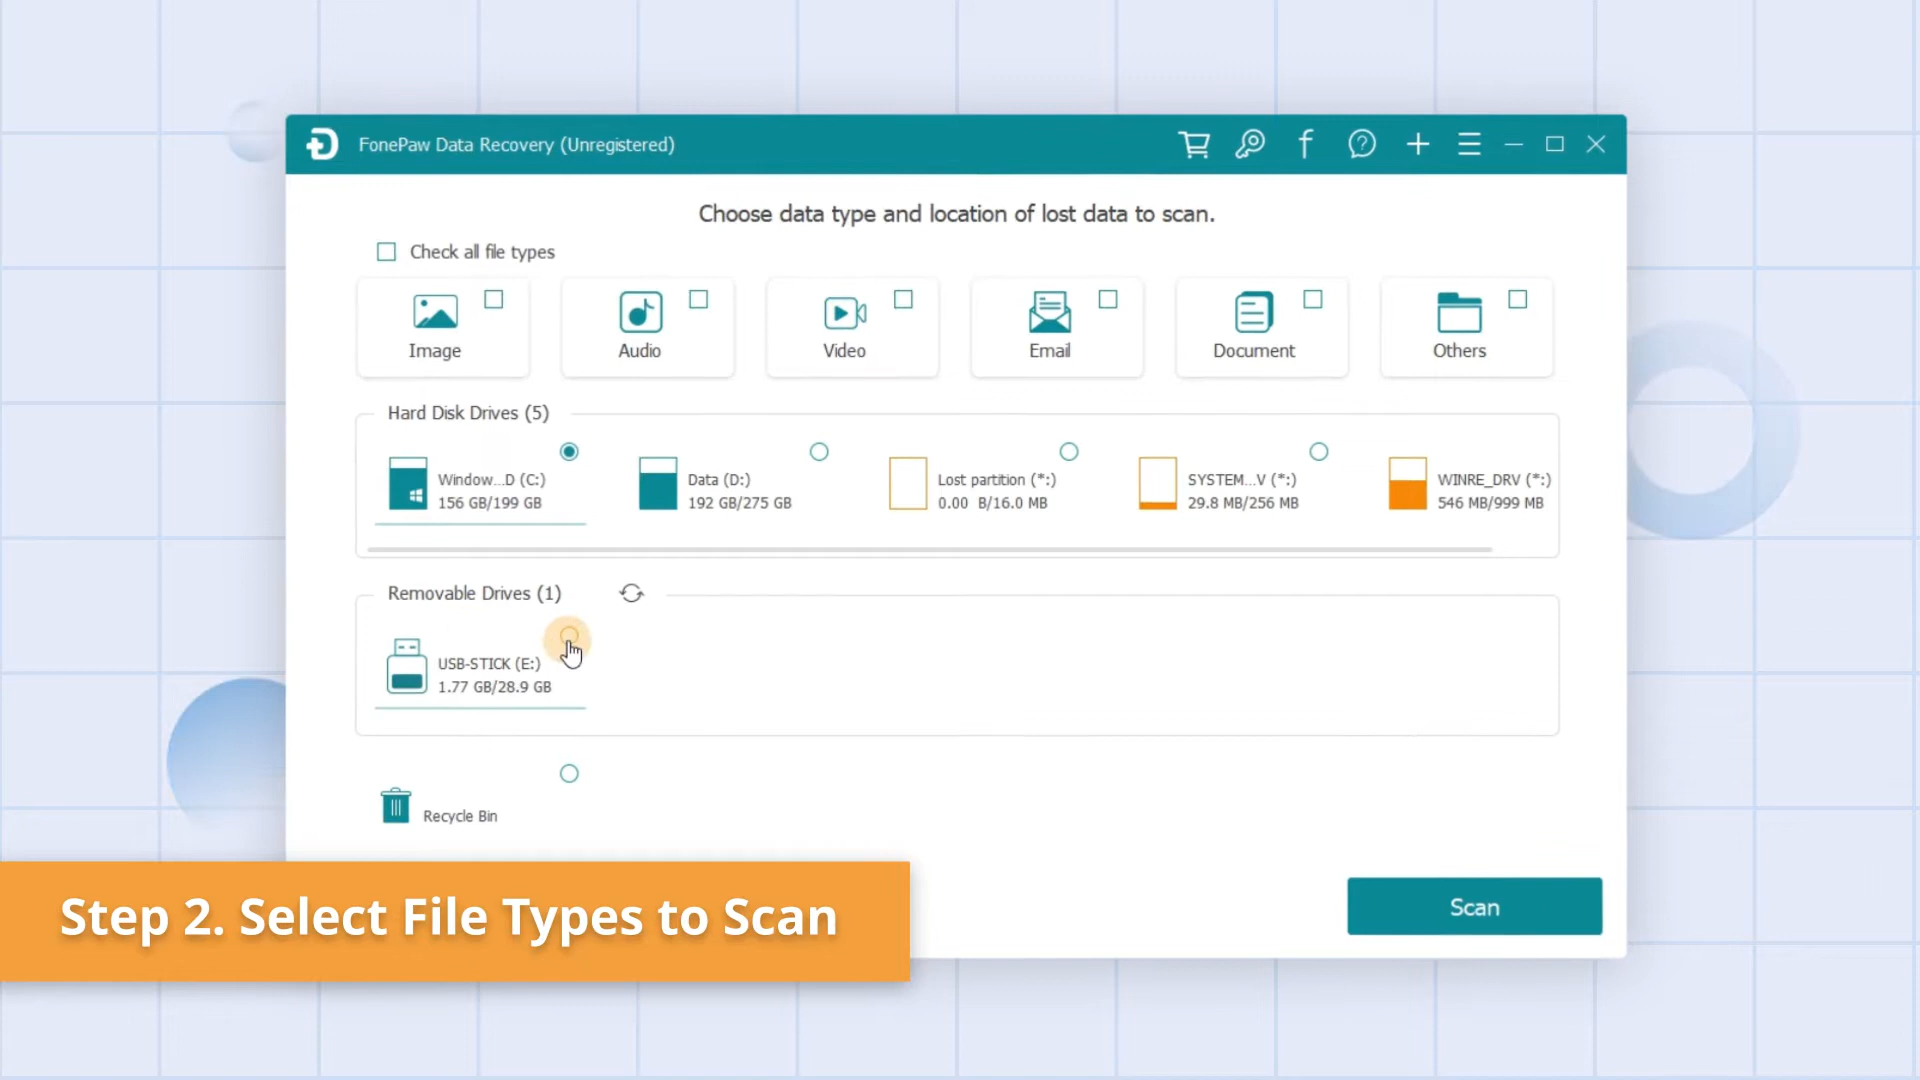 FonePaw Data Recovery (Unregistered)
Choose data type and location of lost data to scan.
Check all file types
Image
Audio
Video
Email
Document
Others
Hard Disk Drives (5)
Window...D (C:)
156 GB/199 GB
Data (D:)
192 GB/275 GB
Lost partition (*:)
0.00 B/16.0 MB
SYSTEM...V (*:)
29.8 MB/256 MB
WINRE_DRV (*:)
546 MB/999 MB
Removable Drives (1)
USB-STICK (E:)
1.77 GB/28.9 GB
Recycle Bin
Step 2. Select File Types to Scan
Scan